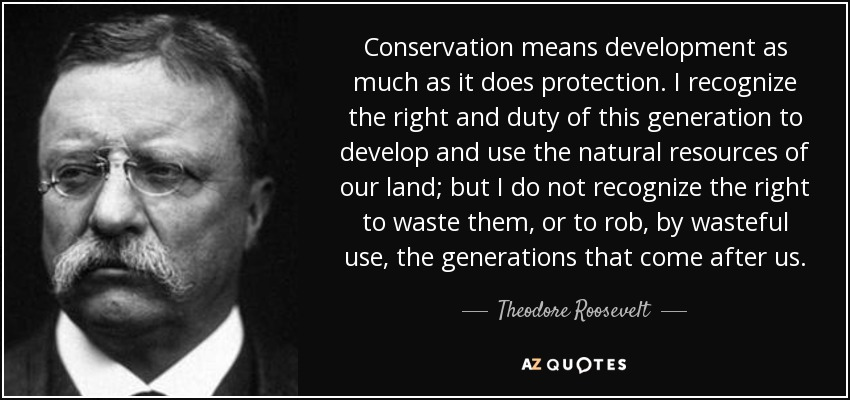 Conservation means development as
much as it does protection. I recognize
the right and duty of this generation to
develop and use the natural resources of
our land; but I do not recognize the right
to waste them, or to rob, by wasteful
use, the generations that come after us.
Theodore Roosevelt
AZ QUOTES